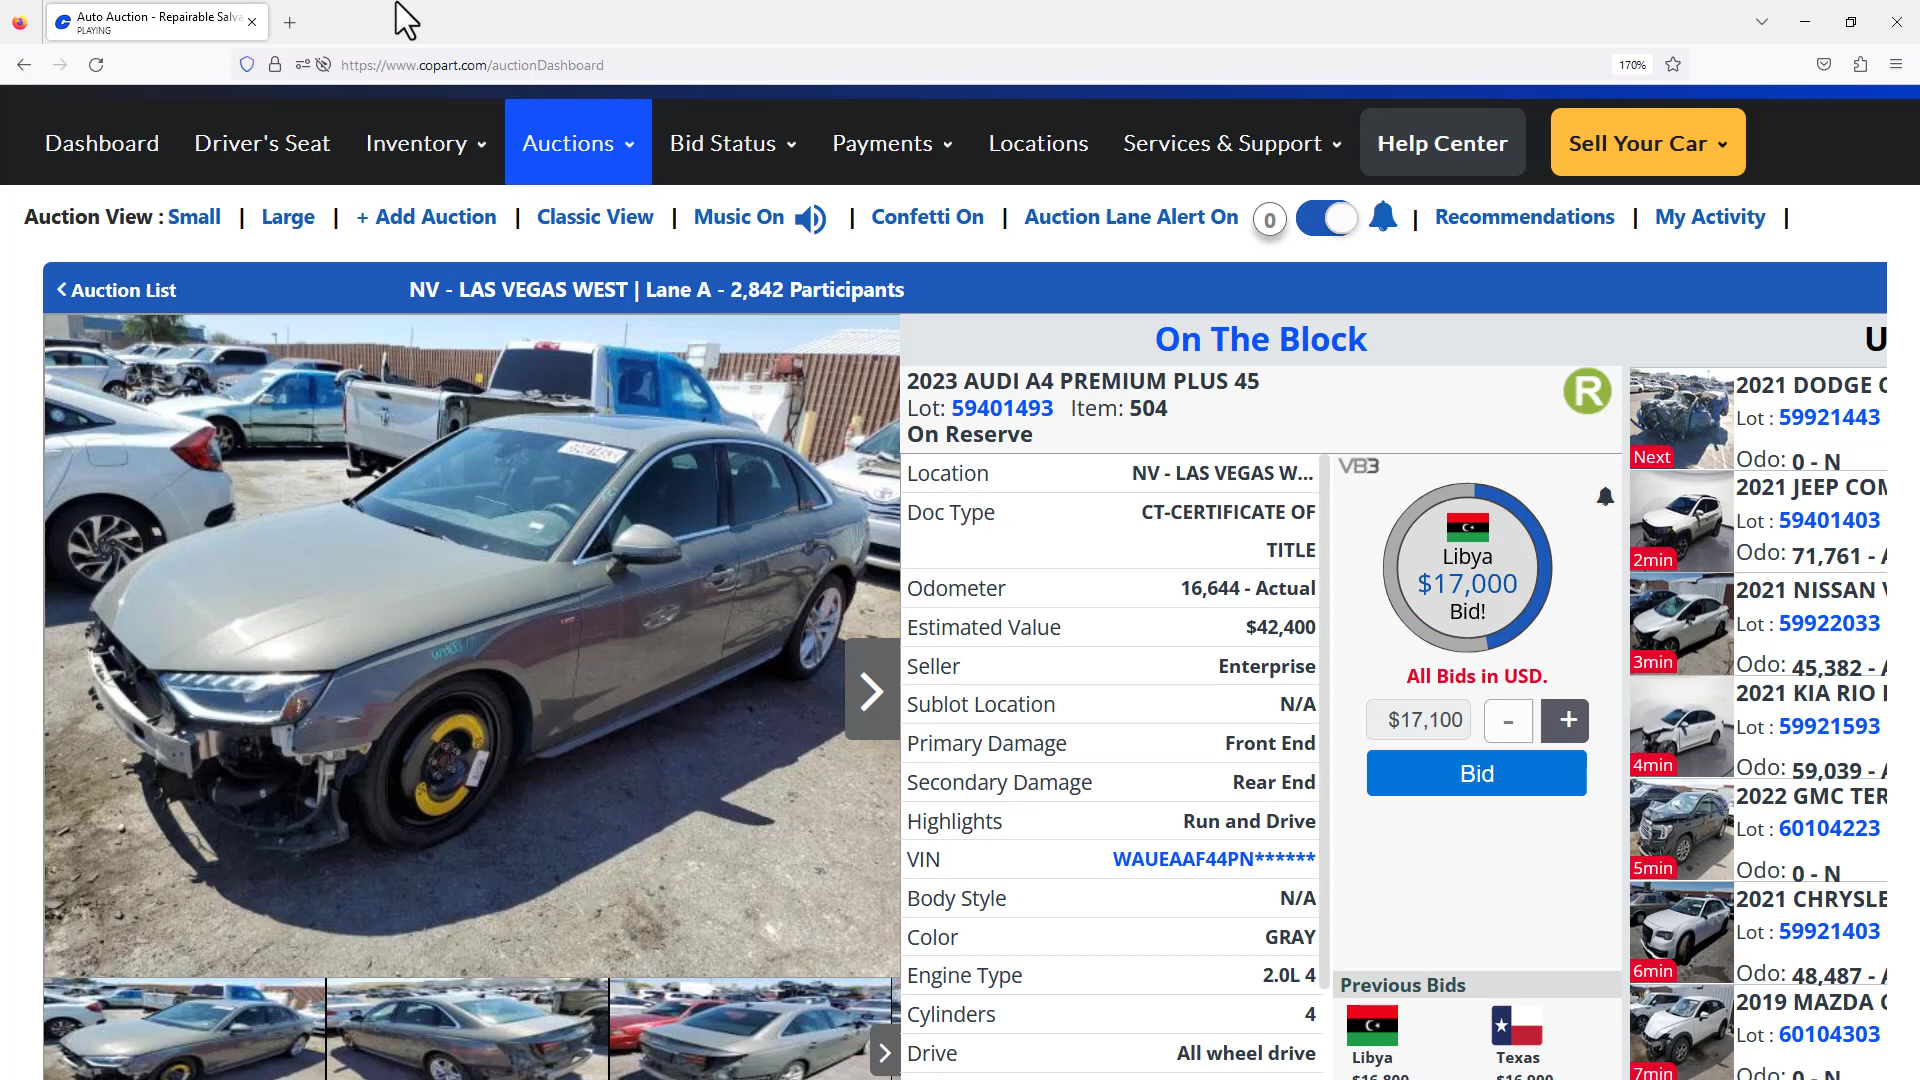 Auto Auction - Repairable Salva
PLAYING
https://www.copart.com/auctionDashboard
170%
Dashboard
Driver's Seat
Inventory
Auctions
Bid Status
Payments
Locations
Services & Support
Help Center
Sell Your Car
Auction View : Small | Large | + Add Auction | Classic View | Music On | Confetti On | Auction Lane Alert On 0 | Recommendations | My Activity |
Auction List
NV - LAS VEGAS WEST | Lane A - 2,842 Participants
On The Block
U
2023 AUDI A4 PREMIUM PLUS 45
Lot: 59401493 Item: 504
On Reserve
R
Location NV - LAS VEGAS W...
Doc Type CT-CERTIFICATE OF
TITLE
Odometer 16,644 - Actual
Estimated Value $42,400
Seller Enterprise
Sublot Location N/A
Primary Damage Front End
Secondary Damage Rear End
Highlights Run and Drive
VIN WAUEAAF44PN******
Body Style N/A
Color GRAY
Engine Type 2.0L 4
Cylinders 4
Drive All wheel drive
VB3
Libya
$17,000
Bid!
All Bids in USD.
$17,100 - +
Bid
Previous Bids
Libya
$16,800
Texas
$16,900
2021 DODGE C
Lot : 59921443
Next
Odo: 0 - N
2021 JEEP COM
Lot : 59401403
2min
Odo: 71,761 - A
2021 NISSAN V
Lot : 59922033
3min
Odo: 45,382 - A
2021 KIA RIO L
Lot : 59921593
4min
Odo: 59,039 - A
2022 GMC TER
Lot : 60104223
5min
Odo: 0 - N
2021 CHRYSLE
Lot : 59921403
6min
Odo: 48,487 - A
2019 MAZDA C
Lot : 60104303
7min
Odo: 0 - N